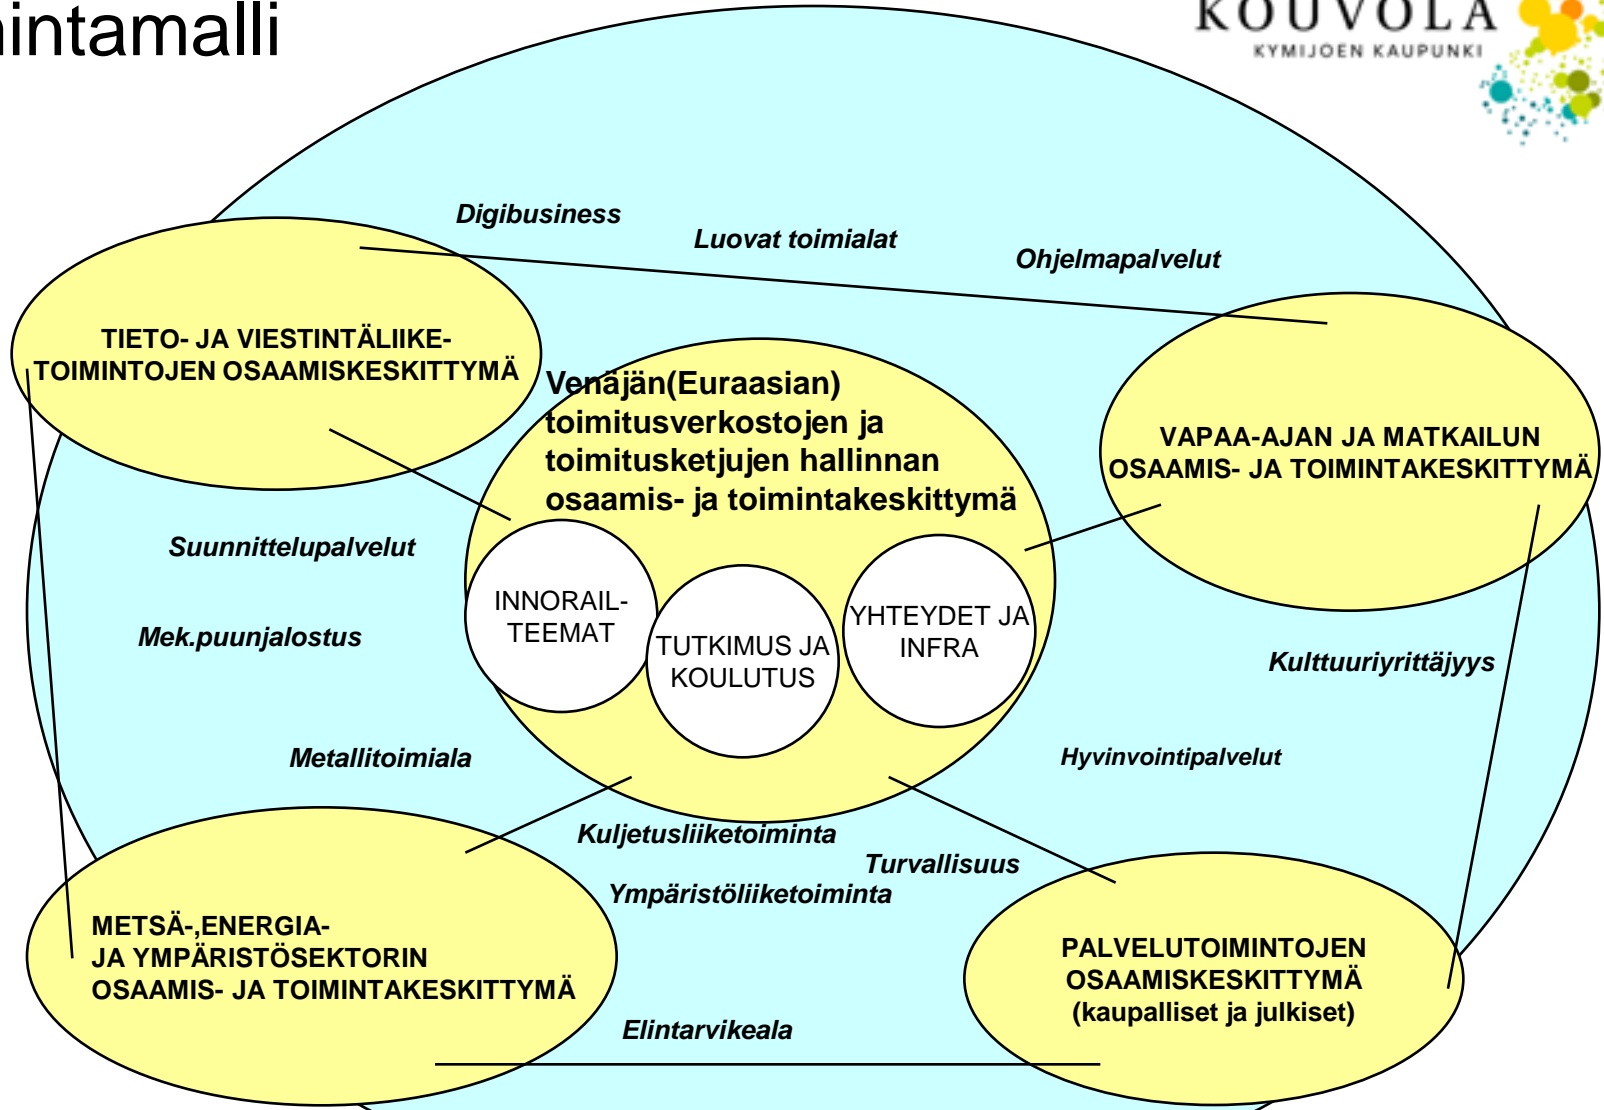 KOUVOLA
KYMIJOEN KAUPUNKI
Digibusiness
Luovat toimialat
Ohjelmapalvelut
TIETO- JA VIESTINTÄLIIKE-
TOIMINTOJEN OSAAMISKESKITTYMÄ
Venäjän(Euraasian)
toimitusverkostojen ja
toimitusketjujen hallinnan
osaamis- ja toimintakeskittymä
VAPAA-AJAN JA MATKAILUN
OSAAMIS- JA TOIMINTAKESKITTYMÄ
Suunnittelupalvelut
Mek.puunjalostus
INNORAIL-
TEEMAT
TUTKIMUS JA
KOULUTUS
YHTEYDET JA
INFRA
Kulttuuriyrittäjyys
Metallitoimiala
Hyvinvointipalvelut
Kuljetusliiketoiminta
Turvallisuus
Ympäristöliiketoiminta
METSÄ-,ENERGIA-
JA YMPÄRISTÖSEKTORIN
OSAAMIS- JA TOIMINTAKESKITTYMÄ
PALVELUTOIMINTOJEN
OSAAMISKESKITTYMÄ
(kaupalliset ja julkiset)
Elintarvikeala